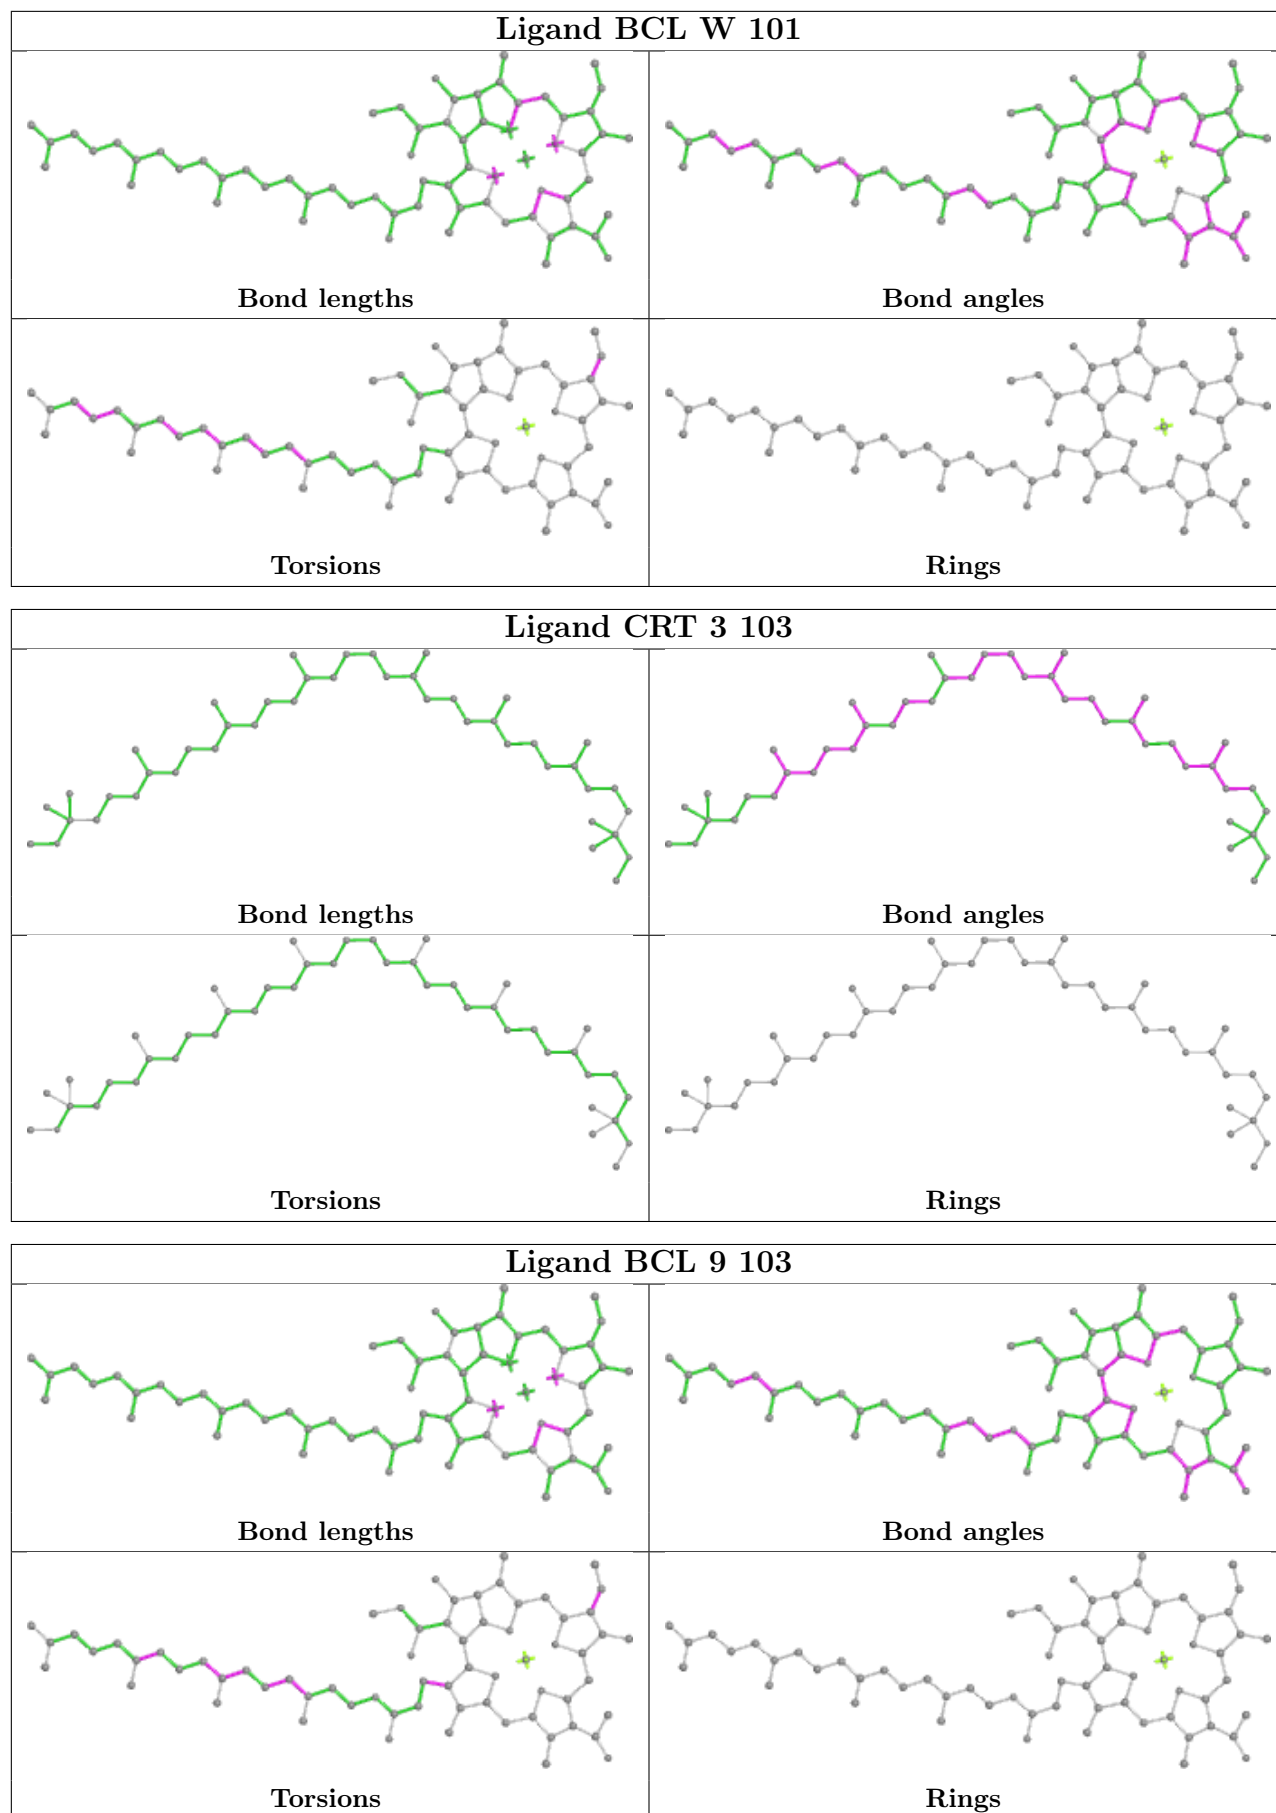 Ligand BCL W 101
Bond lengths
Bond angles
Torsions
Rings
Ligand CRT 3 103
Bond lengths
Bond angles
Torsions
Rings
Ligand BCL 9 103
Bond lengths
Bond angles
Torsions
Rings